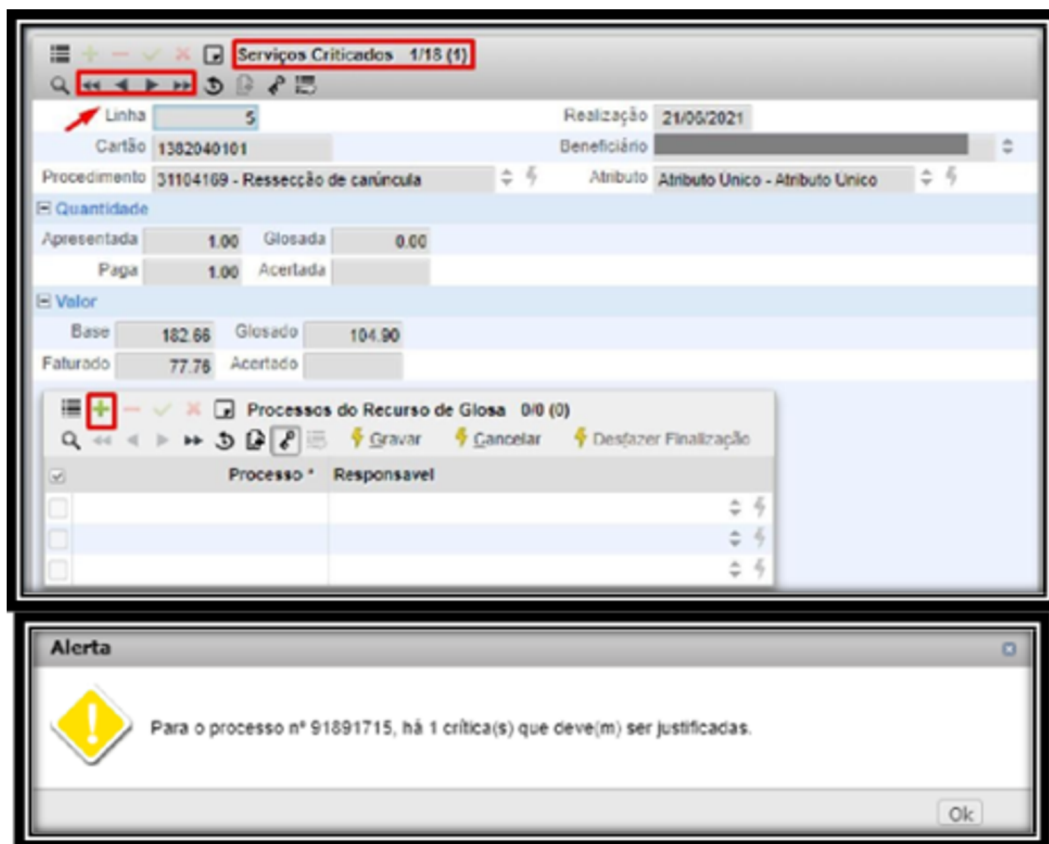 Serviços Criticados 1/18 (1)
Linha 5 Realização 21/06/2021
Cartão 1382040101 Beneficiário
Procedimento 31104169 - Ressecção de carúncula Atributo Atributo Único - Atributo Unico
Quantidade
Apresentada 1.00 Glosada 0.00
Paga 1.00 Acertada
Valor
Base 182.66 Glosado 104.90
Faturado 77.76 Acertado
Processos do Recurso de Glosa 0/0 (0)
Gravar Cancelar Desfazer Finalização
Processo * Responsavel
Alerta
Para o processo nº 91891715, há 1 crítica(s) que deve(m) ser justificadas.
Ok